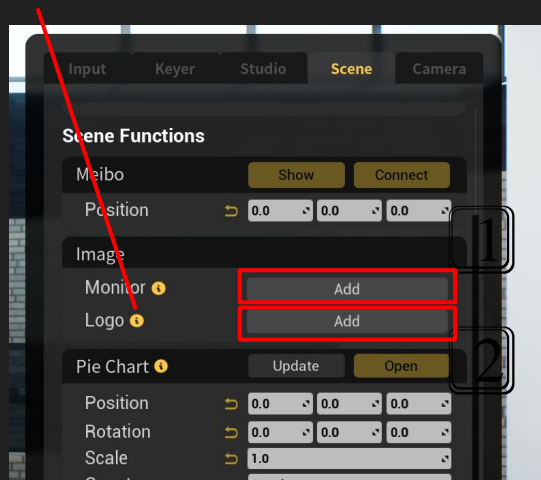 Input Keyer Studio Scene Camera
Scene Functions
Meibo Show Connect
Position 0.0 0.0 0.0
1
Image
Monitor Add
Logo Add
2
Pie Chart Update Open
Position 0.0 0.0 0.0
Rotation 0.0 0.0 0.0
Scale 1.0